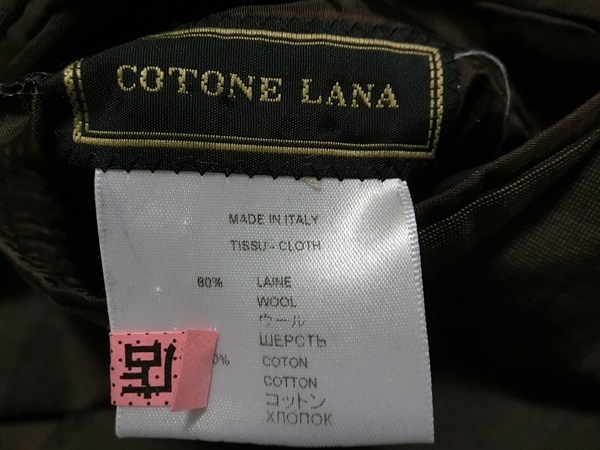 COTONE LANA
MADE IN ITALY
TISSU - CLOTH
80% LAINE
WOOL
ウール
ШЕРСТЬ
0% COTON
COTTON
コットン
ХЛОПОК